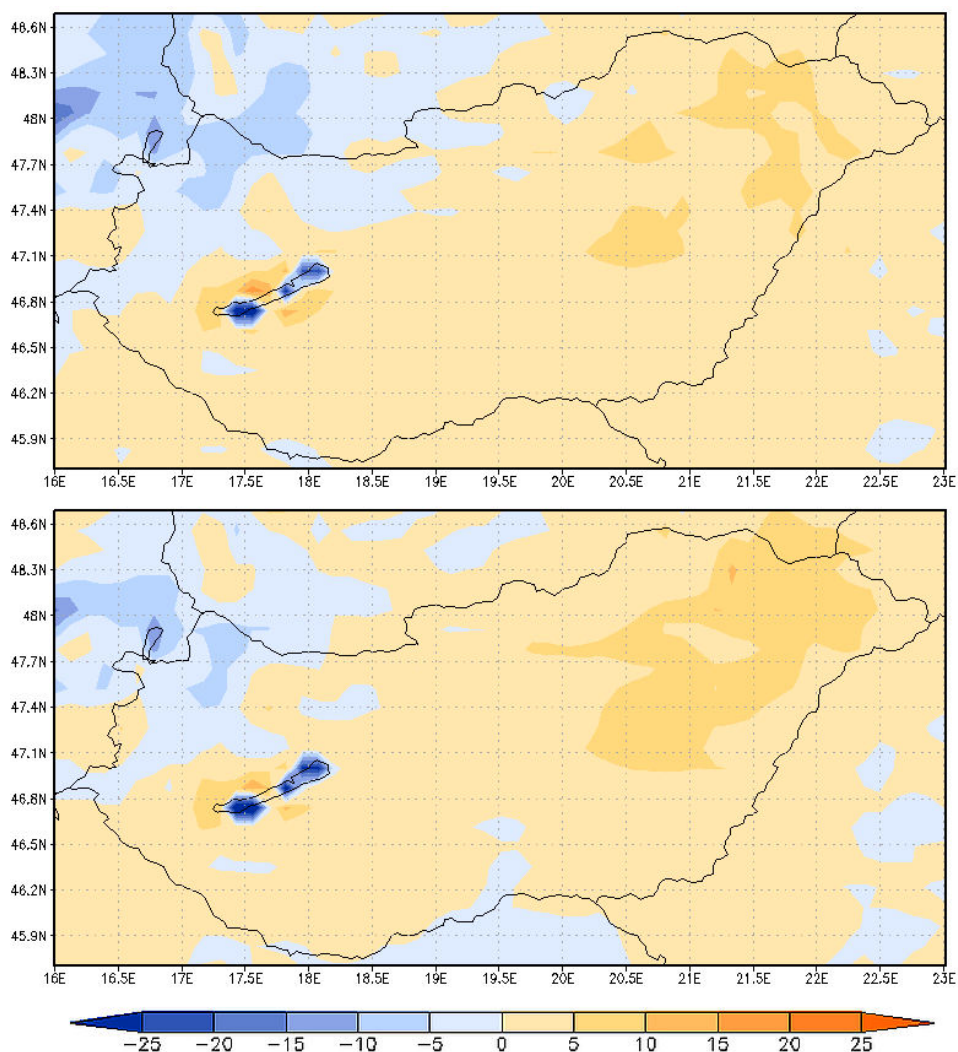 48.6N
48.3N
48N
47.7N
47.4N
47.1N
46.8N
46.5N
46.2N
45.9N
16E 16.5E 17E 17.5E 18E 18.5E 19E 19.5E 20E 20.5E 21E 21.5E 22E 22.5E 23E
48.6N
48.3N
48N
47.7N
47.4N
47.1N
46.8N
46.5N
46.2N
45.9N
16E 16.5E 17E 17.5E 18E 18.5E 19E 19.5E 20E 20.5E 21E 21.5E 22E 22.5E 23E
−25 −20 −15 −10 −5 0 5 10 15 20 25